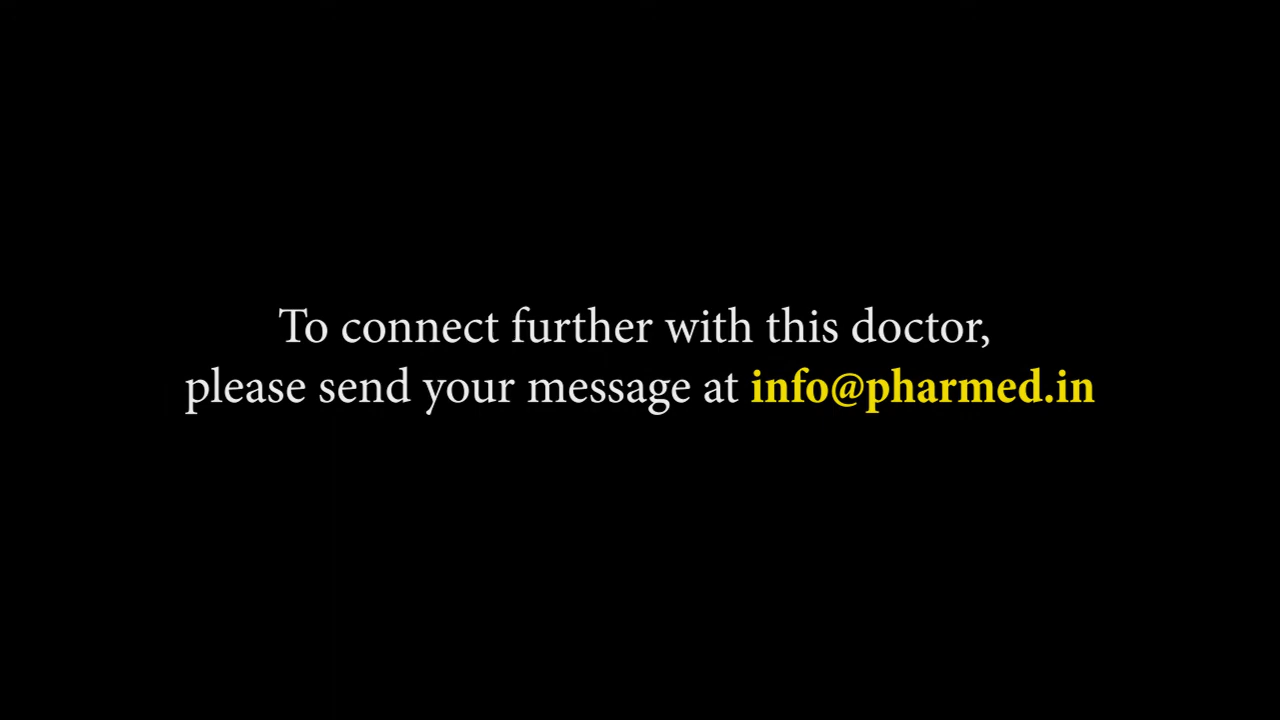 To connect further with this doctor,
please send your message at info@pharmed.in